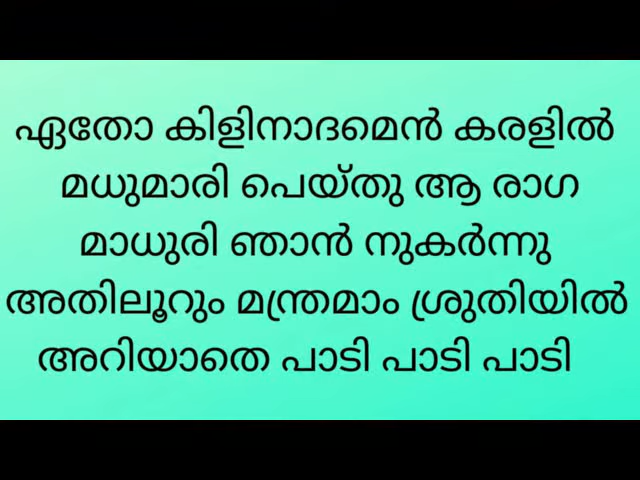 ഏതോ കിളിനാദമെൻ കരളിൽ
മധുമാരി പെയ്തു ആ രാഗ
മാധുരി ഞാൻ നുകർന്നു
അതിലൂറും മന്ത്രമാം ശ്രുതിയിൽ
അറിയാതെ പാടി പാടി പാടി